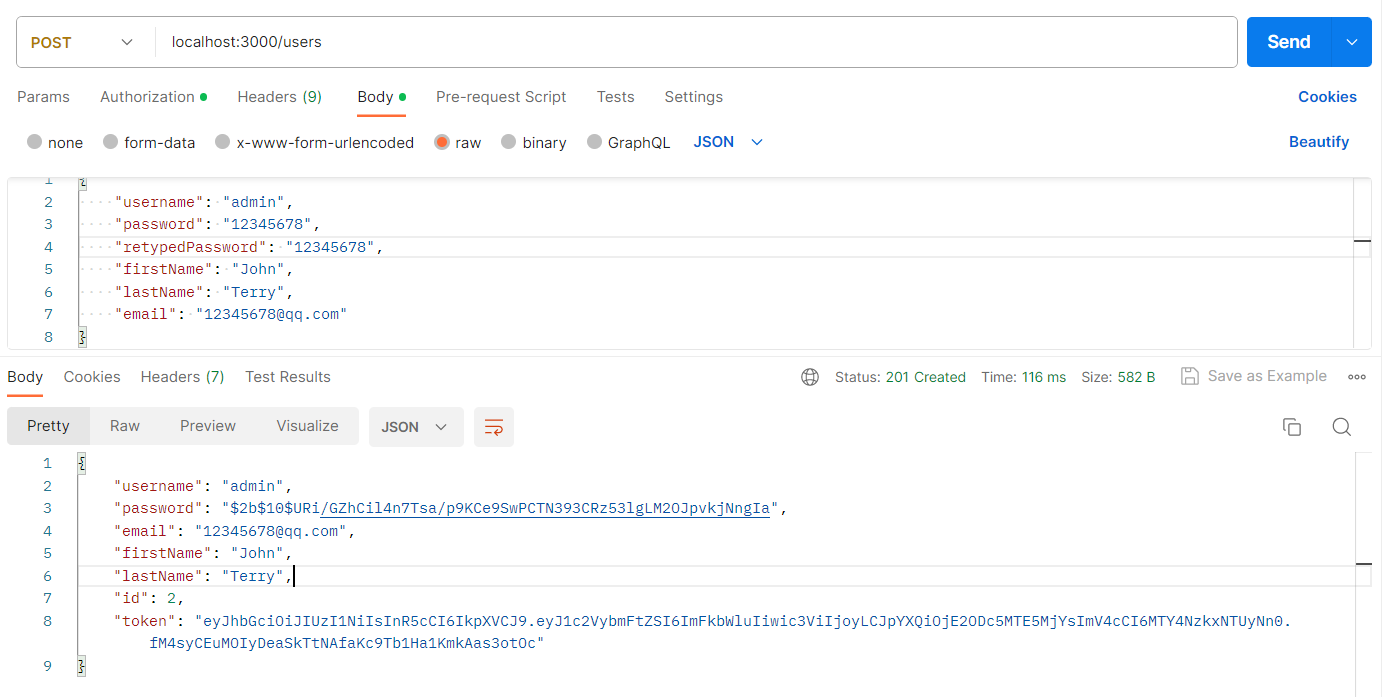 POST localhost:3000/users Send
Params Authorization Headers (9) Body Pre-request Script Tests Settings Cookies
none form-data x-www-form-urlencoded raw binary GraphQL JSON Beautify
1 {
2 "username": "admin",
3 "password": "12345678",
4 "retypedPassword": "12345678",
5 "firstName": "John",
6 "lastName": "Terry",
7 "email": "12345678@qq.com"
8 }
Body Cookies Headers (7) Test Results Status: 201 Created Time: 116 ms Size: 582 B Save as Example
Pretty Raw Preview Visualize JSON
1 {
2 "username": "admin",
3 "password": "$2b$10$URi/GZhCil4n7Tsa/p9KCe9SwPCTN393CRz53lgLM2OJpvkjNngIa",
4 "email": "12345678@qq.com",
5 "firstName": "John",
6 "lastName": "Terry",
7 "id": 2,
8 "token": "eyJhbGciOiJIUzI1NiIsInR5cCI6IkpXVCJ9.eyJ1c2VybmFtZSI6ImFkbWluIiwic3ViIjoyLCJpYXQiOjE2ODc5MTE5MjYsImV4cCI6MTY4NzkxNTUyNn0.
fM4syCEuMOIyDeaSkTtNAfaKc9Tb1Ha1KmkAas3otOc"
9 }